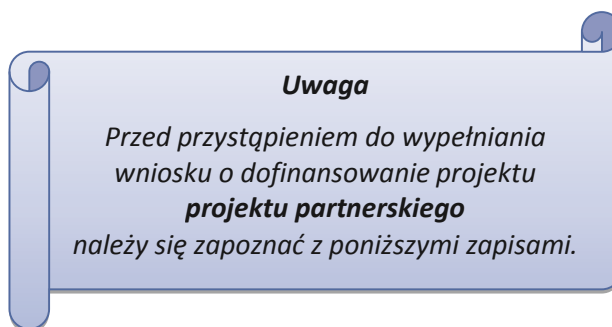 Uwaga
Przed przystąpieniem do wypełniania
wniosku o dofinansowanie projektu
projektu partnerskiego
należy się zapoznać z poniższymi zapisami.